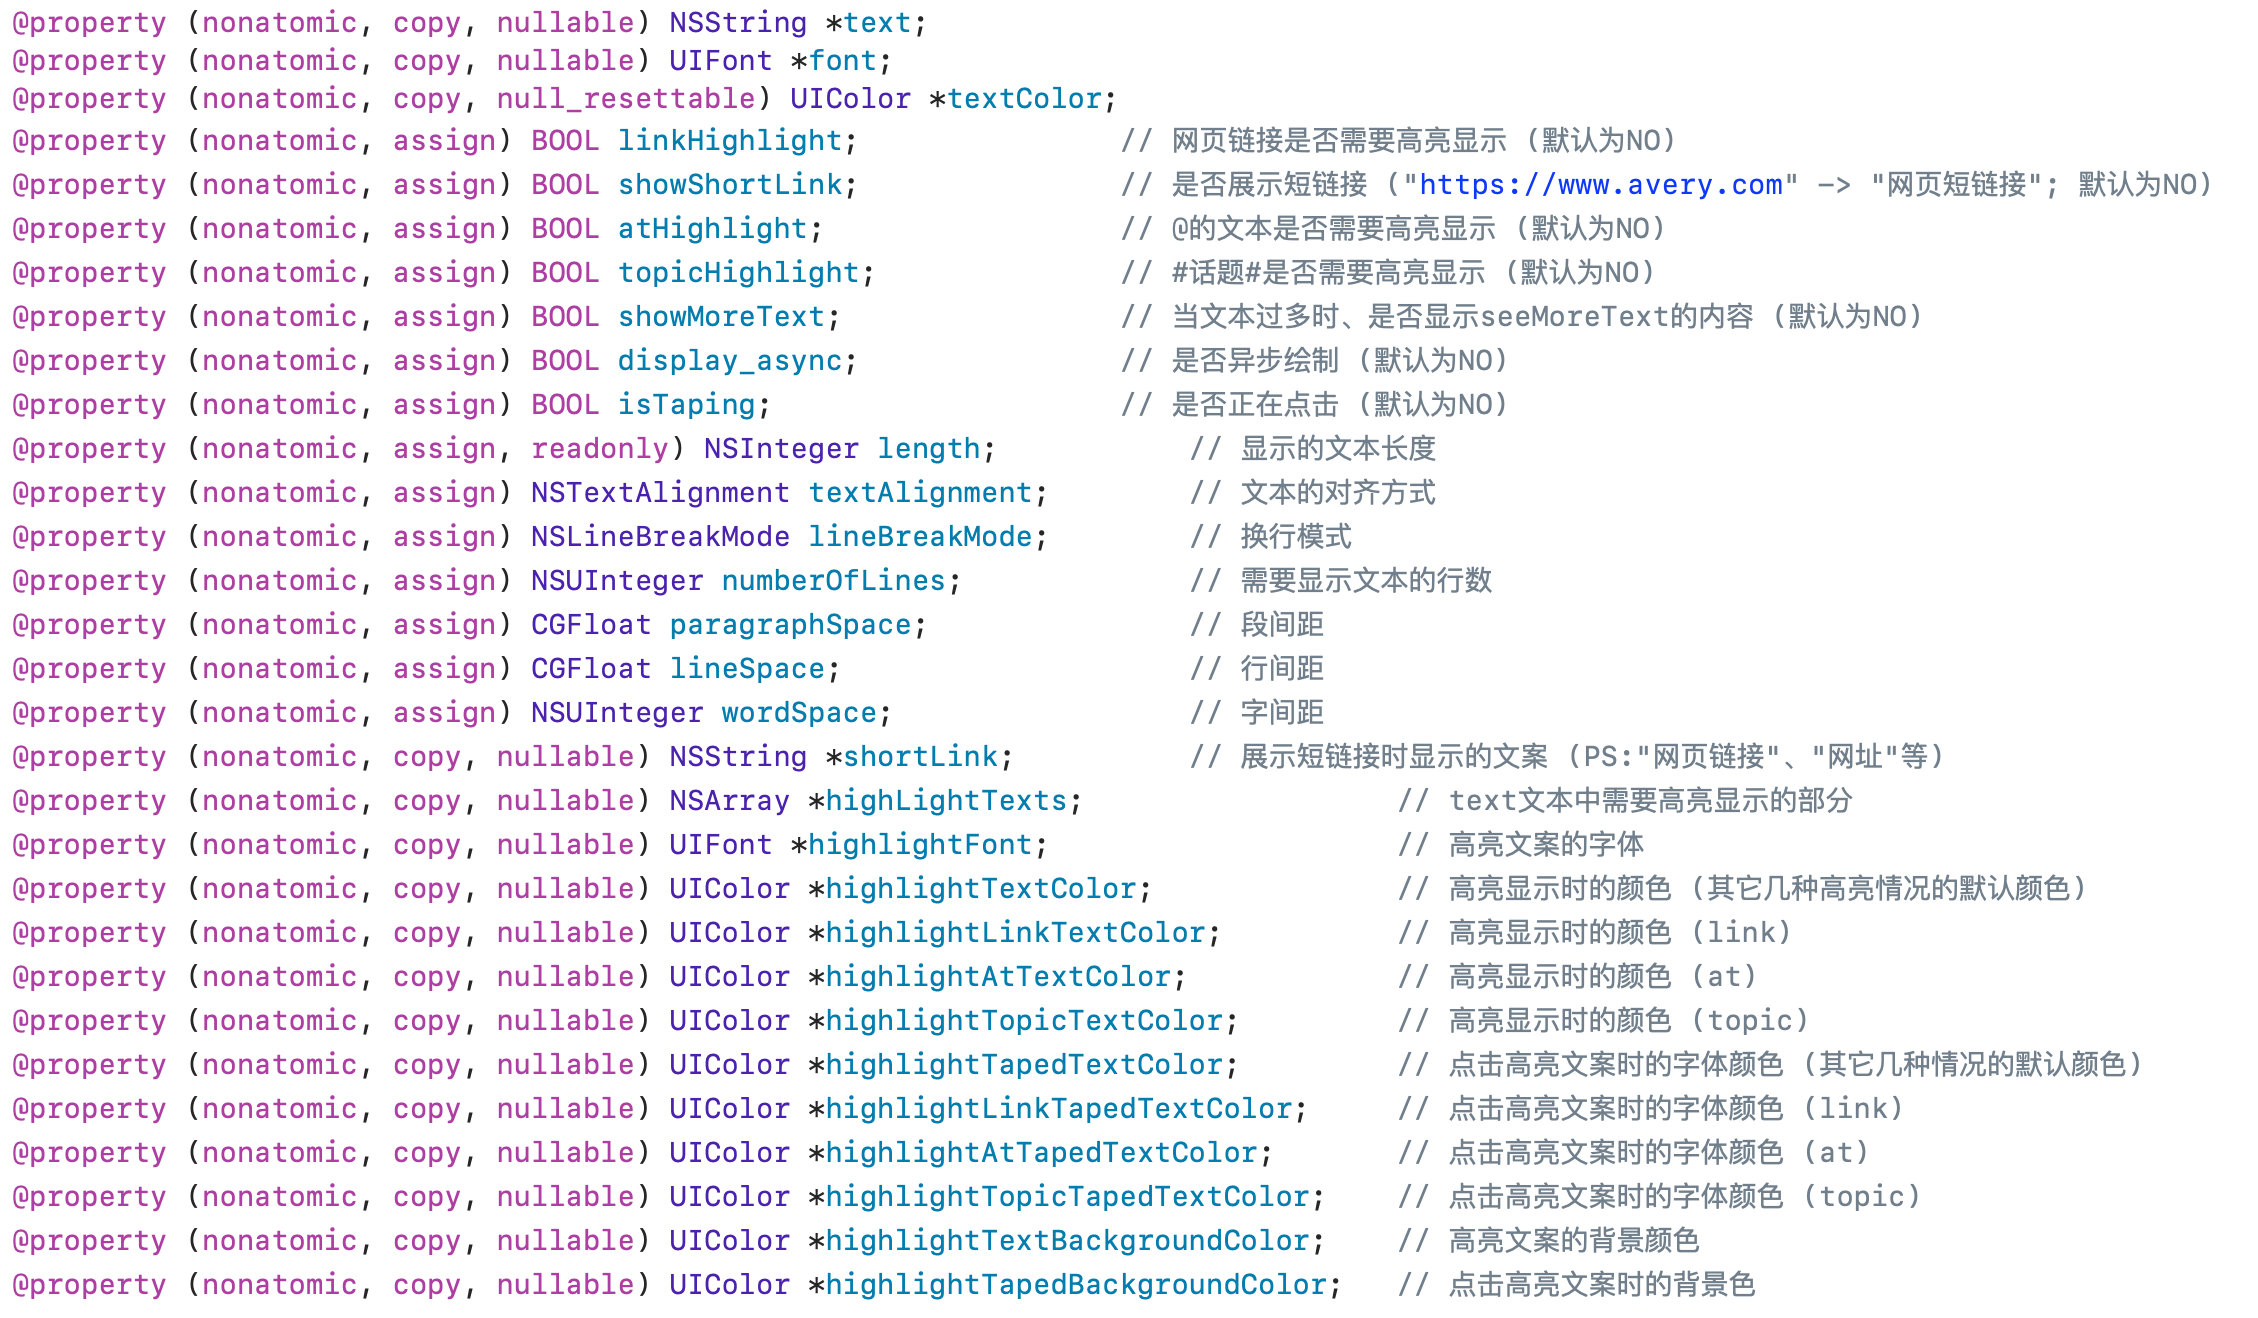 @property (nonatomic, copy, nullable) NSString *text;
@property (nonatomic, copy, nullable) UIFont *font;
@property (nonatomic, copy, null_resettable) UIColor *textColor;
@property (nonatomic, assign) BOOL linkHighlight; // 网页链接是否需要高亮显示 (默认为NO)
@property (nonatomic, assign) BOOL showShortLink; // 是否展示短链接 ("https://www.avery.com" -> "网页短链接"; 默认为NO)
@property (nonatomic, assign) BOOL atHighlight; // @的文本是否需要高亮显示 (默认为NO)
@property (nonatomic, assign) BOOL topicHighlight; // #话题#是否需要高亮显示 (默认为NO)
@property (nonatomic, assign) BOOL showMoreText; // 当文本过多时、是否显示seeMoreText的内容 (默认为NO)
@property (nonatomic, assign) BOOL display_async; // 是否异步绘制 (默认为NO)
@property (nonatomic, assign) BOOL isTaping; // 是否正在点击 (默认为NO)
@property (nonatomic, assign, readonly) NSInteger length; // 显示的文本长度
@property (nonatomic, assign) NSTextAlignment textAlignment; // 文本的对齐方式
@property (nonatomic, assign) NSLineBreakMode lineBreakMode; // 换行模式
@property (nonatomic, assign) NSUInteger numberOfLines; // 需要显示文本的行数
@property (nonatomic, assign) CGFloat paragraphSpace; // 段间距
@property (nonatomic, assign) CGFloat lineSpace; // 行间距
@property (nonatomic, assign) NSUInteger wordSpace; // 字间距
@property (nonatomic, copy, nullable) NSString *shortLink; // 展示短链接时显示的文案 (PS:"网页链接"、"网址"等)
@property (nonatomic, copy, nullable) NSArray *highLightTexts; // text文本中需要高亮显示的部分
@property (nonatomic, copy, nullable) UIFont *highlightFont; // 高亮文案的字体
@property (nonatomic, copy, nullable) UIColor *highlightTextColor; // 高亮显示时的颜色 (其它几种高亮情况的默认颜色)
@property (nonatomic, copy, nullable) UIColor *highlightLinkTextColor; // 高亮显示时的颜色 (link)
@property (nonatomic, copy, nullable) UIColor *highlightAtTextColor; // 高亮显示时的颜色 (at)
@property (nonatomic, copy, nullable) UIColor *highlightTopicTextColor; // 高亮显示时的颜色 (topic)
@property (nonatomic, copy, nullable) UIColor *highlightTapedTextColor; // 点击高亮文案时的字体颜色 (其它几种情况的默认颜色)
@property (nonatomic, copy, nullable) UIColor *highlightLinkTapedTextColor; // 点击高亮文案时的字体颜色 (link)
@property (nonatomic, copy, nullable) UIColor *highlightAtTapedTextColor; // 点击高亮文案时的字体颜色 (at)
@property (nonatomic, copy, nullable) UIColor *highlightTopicTapedTextColor; // 点击高亮文案时的字体颜色 (topic)
@property (nonatomic, copy, nullable) UIColor *highlightTextBackgroundColor; // 高亮文案的背景颜色
@property (nonatomic, copy, nullable) UIColor *highlightTapedBackgroundColor; // 点击高亮文案时的背景色